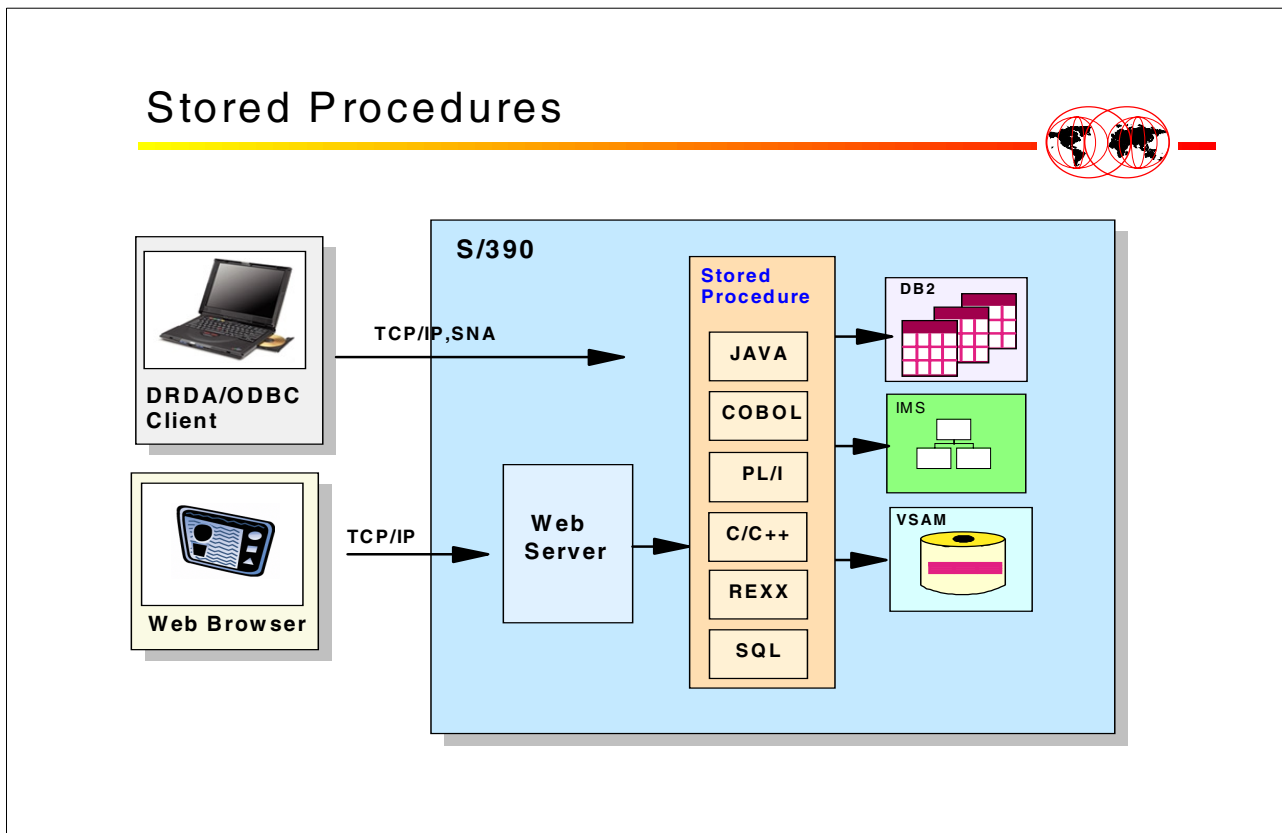 Stored Procedures
S/390
DRDA/ODBC
Client
TCP/IP,SNA
Web Browser
TCP/IP
Web
Server
Stored
Procedure
JAVA
COBOL
PL/I
C/C++
REXX
SQL
DB2
IMS
VSAM